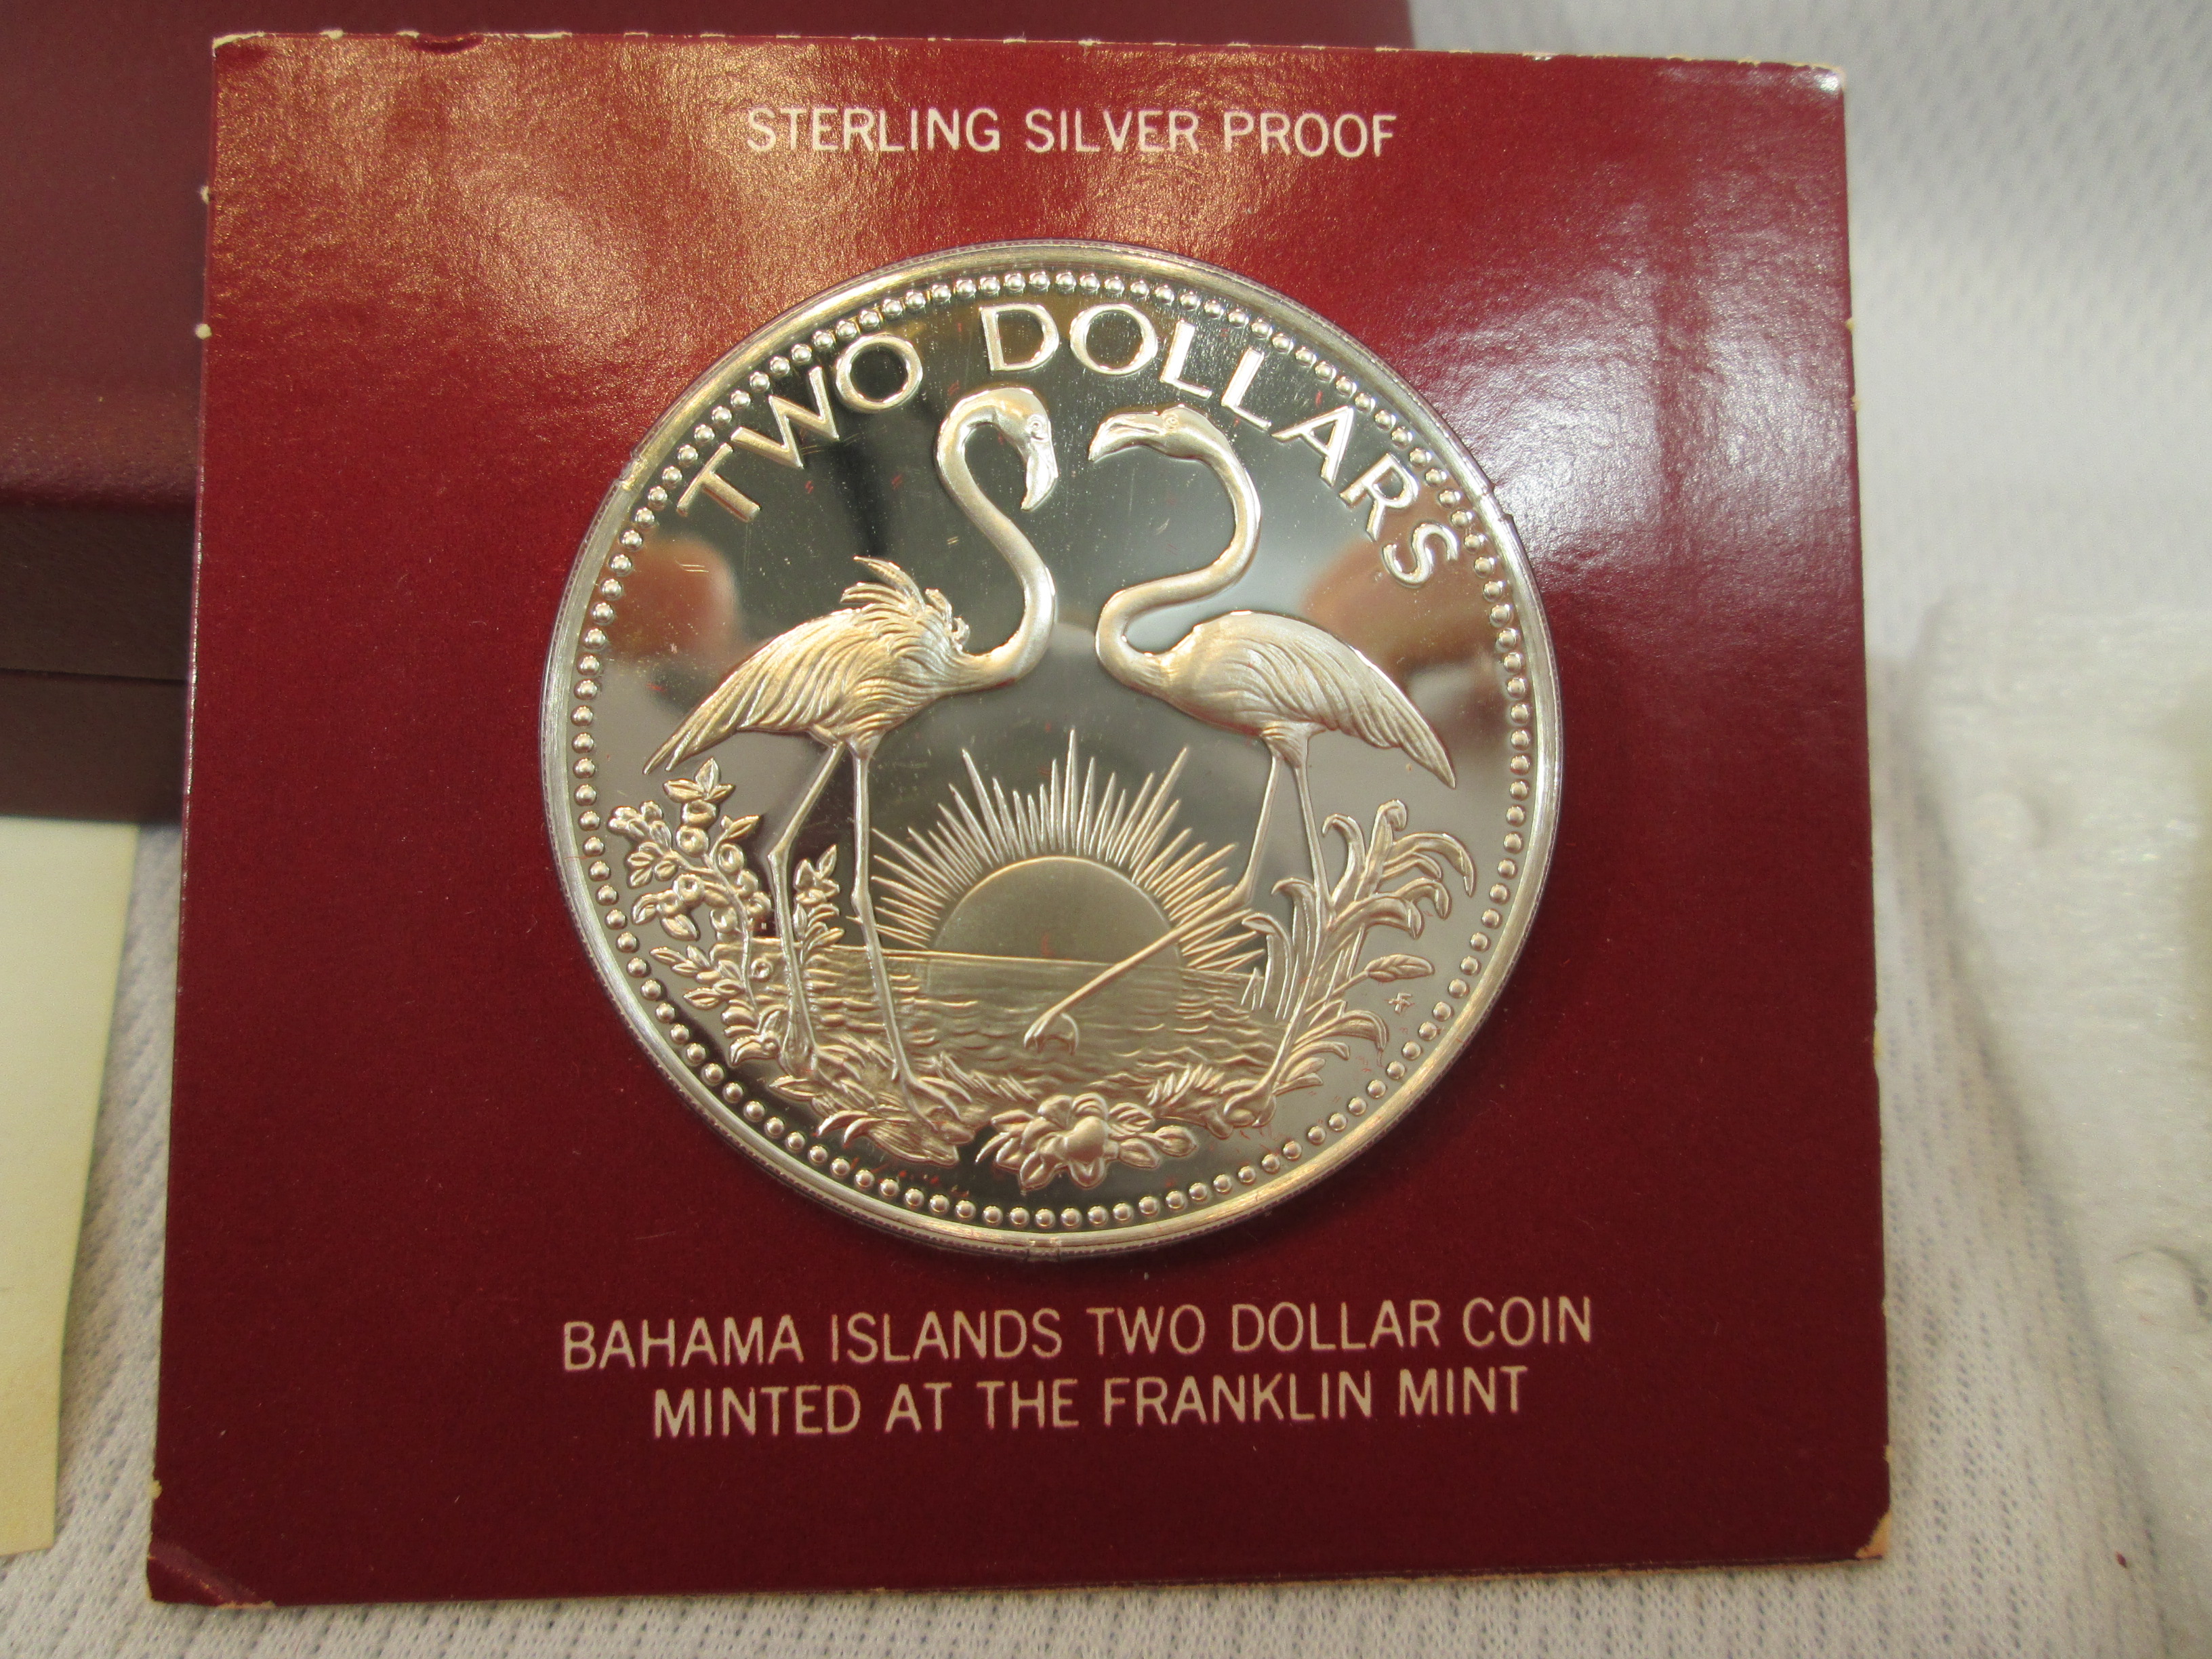 STERLING SILVER PROOF
TWO DOLLARS
BAHAMA ISLANDS TWO DOLLAR COIN
MINTED AT THE FRANKLIN MINT